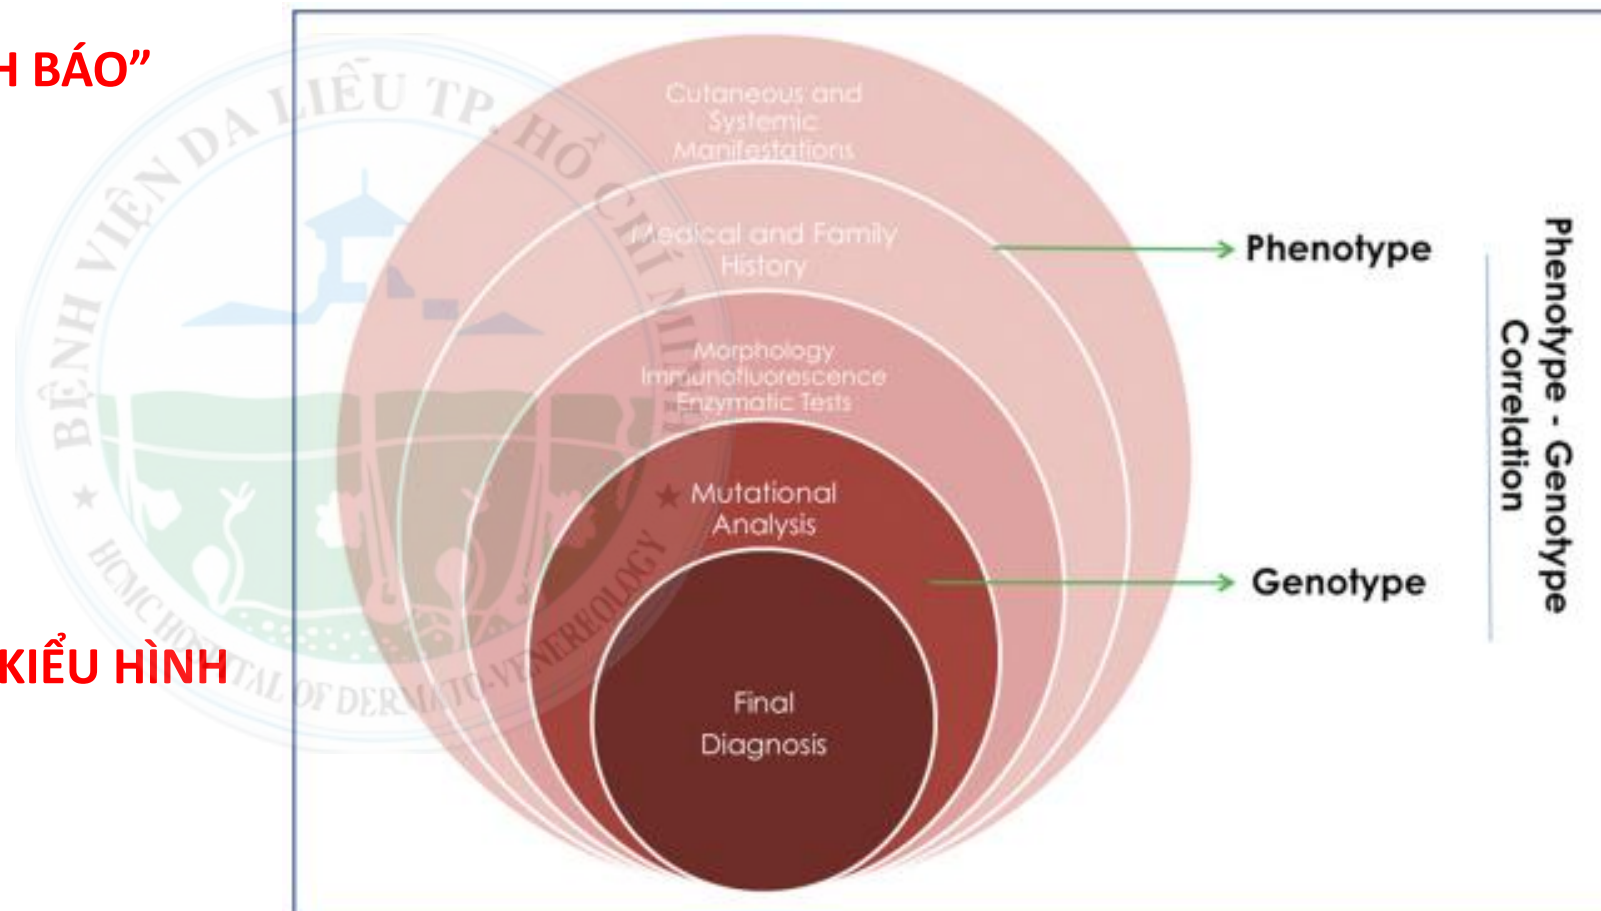 H BÁO”
KIỂU HÌNH
BỆNH VIỆN DA LIỄU TP. HỒ CHÍ MINH
HCMC HOSPITAL OF DERMATO-VENEREOLOGY
Cutaneous and
Systemic
Manifestations
Medical and Family
History
Morphology
Immunofluorescence
Enzymatic Tests
Mutational
Analysis
Final
Diagnosis
Phenotype
Genotype
Phenotype - Genotype
Correlation